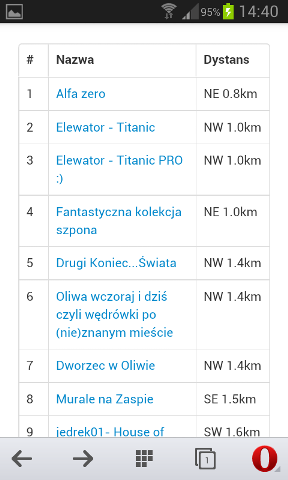 95% 14:40
# Nazwa Dystans
1 Alfa zero NE 0.8km
2 Elewator - Titanic NW 1.0km
3 Elewator - Titanic PRO NW 1.0km
:)
4 Fantastyczna kolekcja NE 1.0km
szpona
5 Drugi Koniec...Świata NW 1.4km
6 Oliwa wczoraj i dziś NW 1.4km
czyli wędrówki po
(nie)znanym mieście
7 Dworzec w Oliwie NW 1.4km
8 Murale na Zaspie SE 1.5km
9 jedrek01- House of SW 1.6km
1